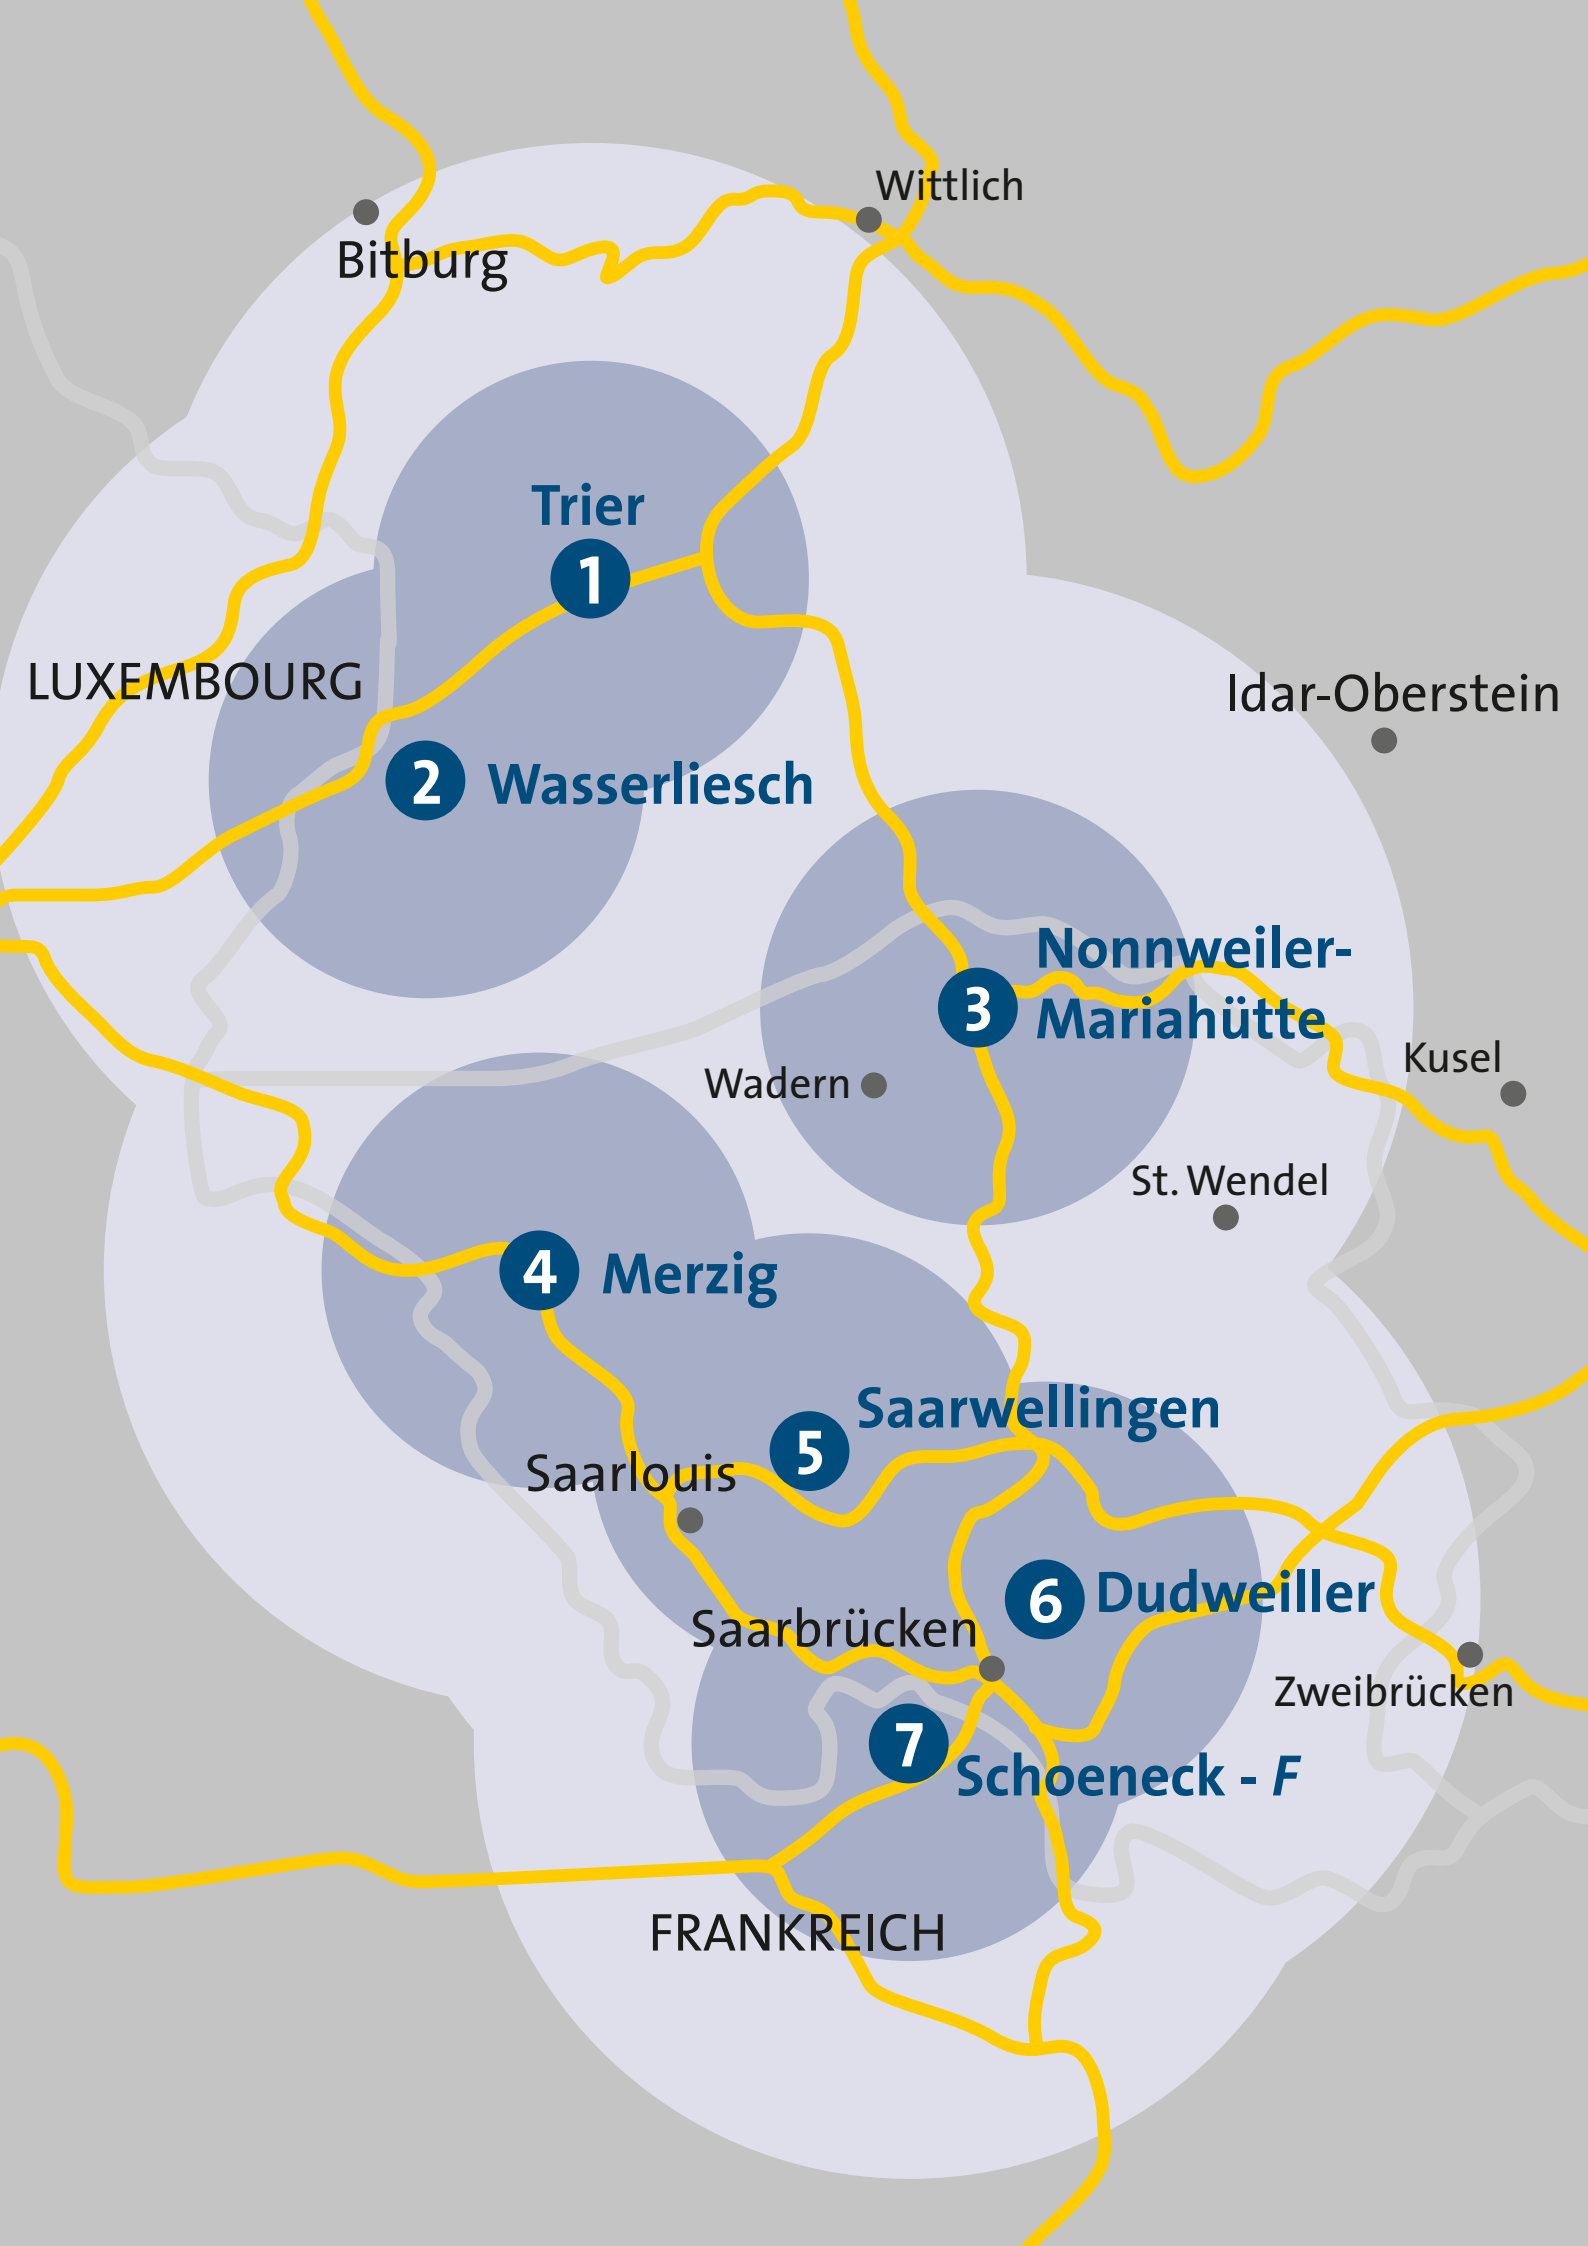 Wittlich
Bitburg
Trier
1
LUXEMBOURG
Idar-Oberstein
2 Wasserliesch
Nonnweiler-
3
Mariahütte
Kusel
Wadern
St. Wendel
4 Merzig
Saarwellingen
5
Saarlouis
6 Dudweiller
Saarbrücken
Zweibrücken
7
Schoeneck - F
FRANKREICH